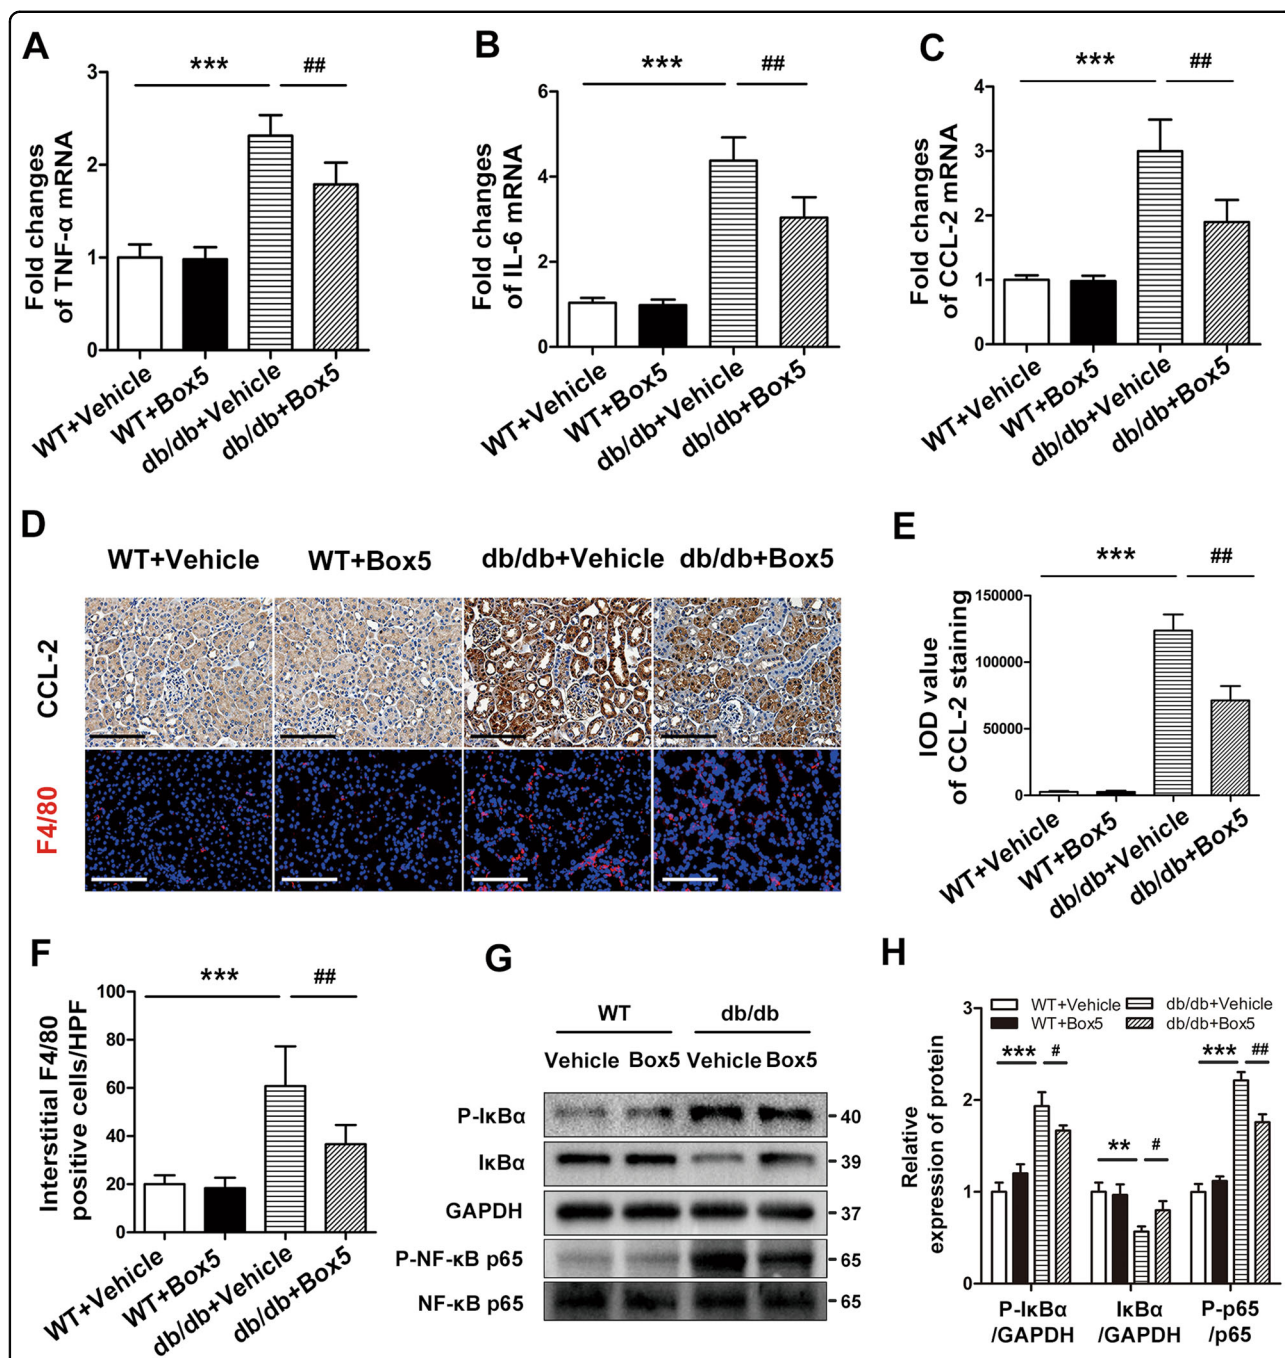 A
***
##
3
2
1
0
Fold changes
of TNF-α mRNA
WT+Vehicle
WT+Box5
db/db+Vehicle
db/db+Box5
B
***
##
6
4
2
0
Fold changes
of IL-6 mRNA
WT+Vehicle
WT+Box5
db/db+Vehicle
db/db+Box5
C
***
##
4
3
2
1
0
Fold changes
of CCL-2 mRNA
WT+Vehicle
WT+Box5
db/db+Vehicle
db/db+Box5
D
WT+Vehicle WT+Box5 db/db+Vehicle db/db+Box5
CCL-2
F4/80
E
***
##
150000
100000
50000
0
IOD value
of CCL-2 staining
WT+Vehicle
WT+Box5
db/db+Vehicle
db/db+Box5
F
***
##
100
80
60
40
20
0
Interstitial F4/80
positive cells/HPF
WT+Vehicle
WT+Box5
db/db+Vehicle
db/db+Box5
G
WT db/db
Vehicle Box5 Vehicle Box5
P-IκBα 40
IκBα 39
GAPDH 37
P-NF-κB p65 65
NF-κB p65 65
H
WT+Vehicle db/db+Vehicle
WT+Box5 db/db+Box5
*** # ** # *** ##
3
2
1
0
Relative
expression of protein
P-IκBα IκBα P-p65
/GAPDH /GAPDH /p65